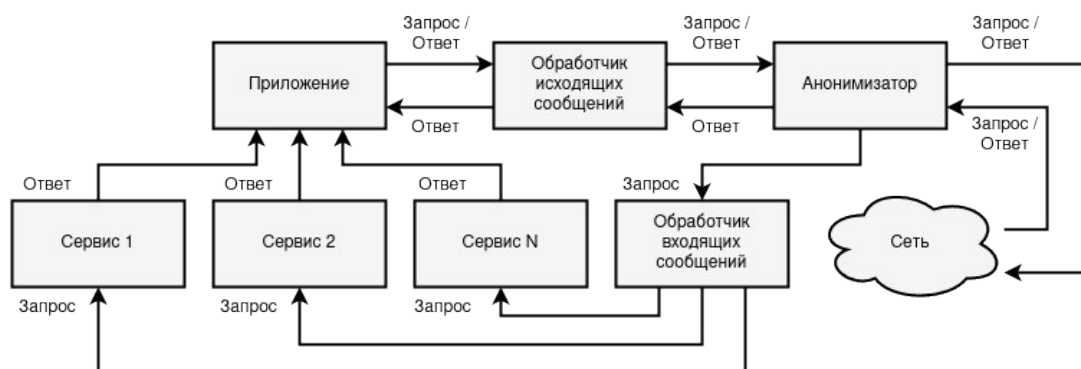 Запрос /
Ответ
Запрос /
Ответ
Запрос /
Ответ
Приложение
Обработчик
исходящих
сообщений
Анонимизатор
Ответ
Ответ
Запрос /
Ответ
Ответ
Ответ
Ответ
Запрос
Сервис 1
Сервис 2
Сервис N
Обработчик
входящих
сообщений
Сеть
Запрос
Запрос
Запрос